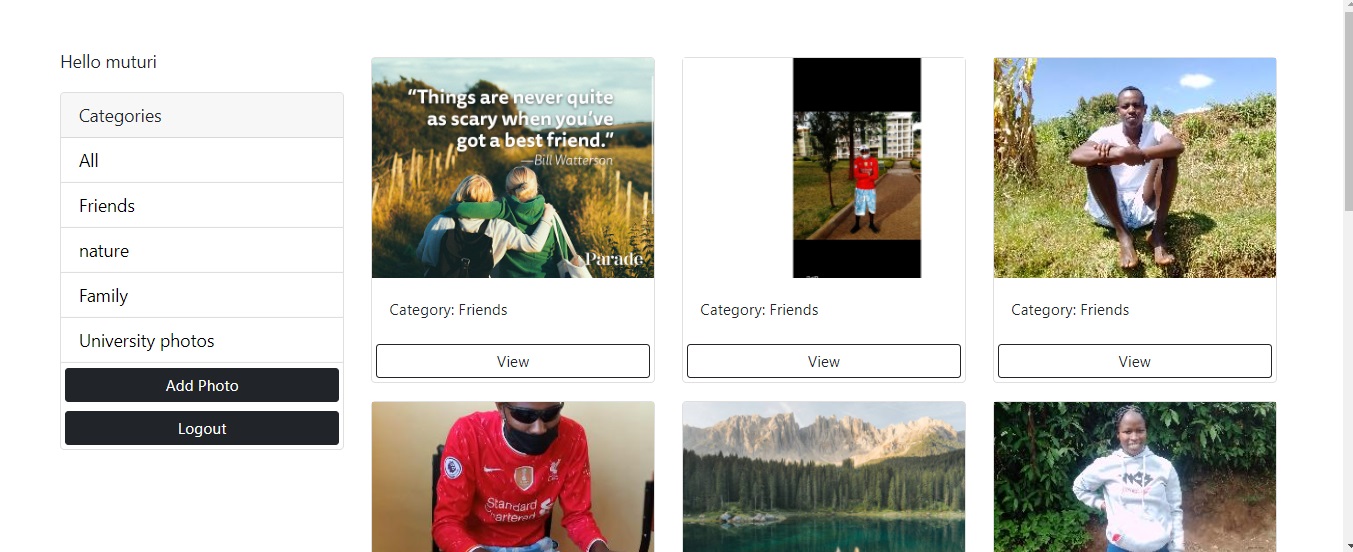 Hello muturi
Categories
All
Friends
nature
Family
University photos
Add Photo
Logout
“Things are never quite
as scary when you’ve
got a best friend.”
—Bill Watterson
Parade
Category: Friends
View
Category: Friends
View
Category: Friends
View
Standard
Chartered